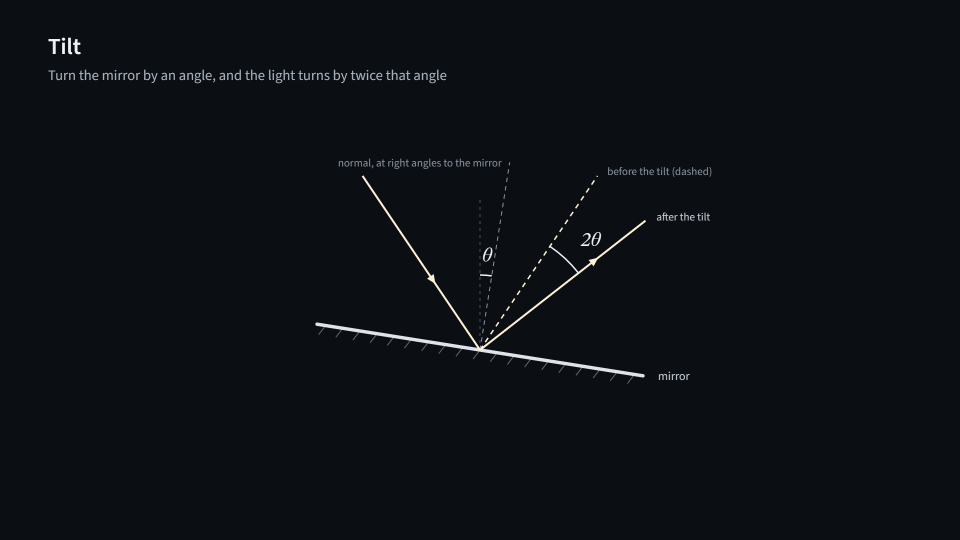 Tilt
Turn the mirror by an angle, and the light turns by twice that angle
normal, at right angles to the mirror
before the tilt (dashed)
after the tilt
θ
2θ
mirror